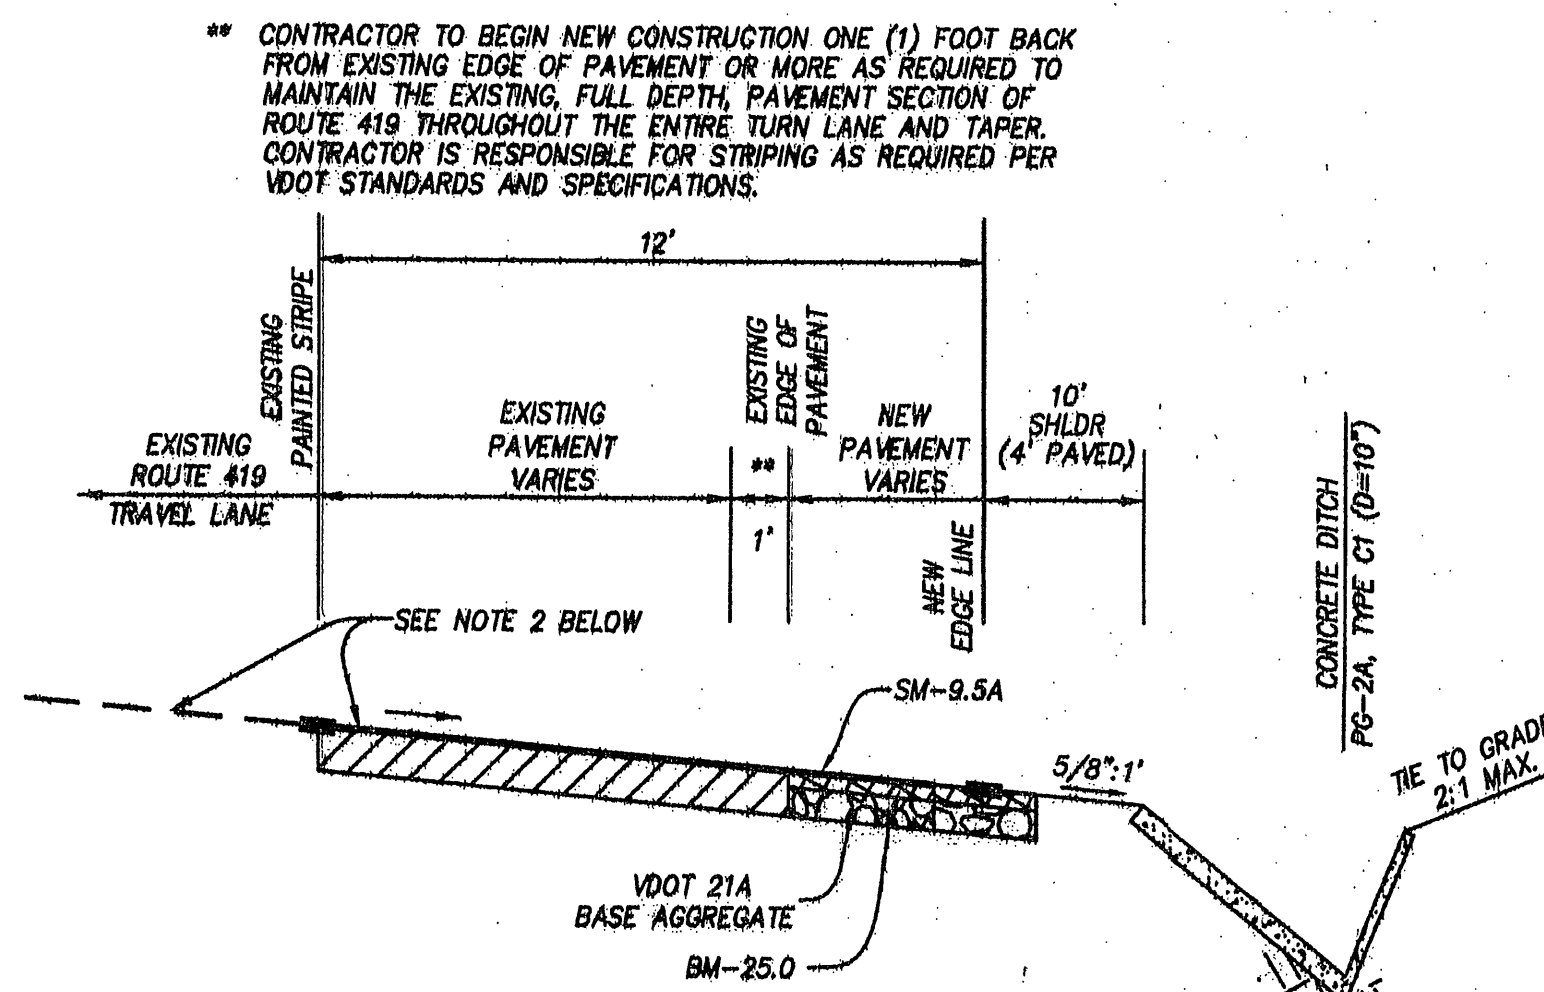 ** CONTRACTOR TO BEGIN NEW CONSTRUCTION ONE (1) FOOT BACK
FROM EXISTING EDGE OF PAVEMENT OR MORE AS REQUIRED TO
MAINTAIN THE EXISTING, FULL DEPTH, PAVEMENT SECTION OF
ROUTE 419 THROUGHOUT THE ENTIRE TURN LANE AND TAPER.
CONTRACTOR IS RESPONSIBLE FOR STRIPING AS REQUIRED PER
VDOT STANDARDS AND SPECIFICATIONS.
12'
EXISTING
PAINTED STRIPE
EXISTING
EDGE OF
PAVEMENT
EXISTING
ROUTE 419
TRAVEL LANE
EXISTING
PAVEMENT
VARIES
**
1'
NEW
PAVEMENT
VARIES
10'
SHLDR
(4' PAVED)
NEW
EDGE LINE
CONCRETE DITCH
PG-2A, TYPE C1 (D=10")
SEE NOTE 2 BELOW
SM-9.5A
5/8":1'
TIE TO GRADE
2:1 MAX.
VDOT 21A
BASE AGGREGATE
BM-25.0